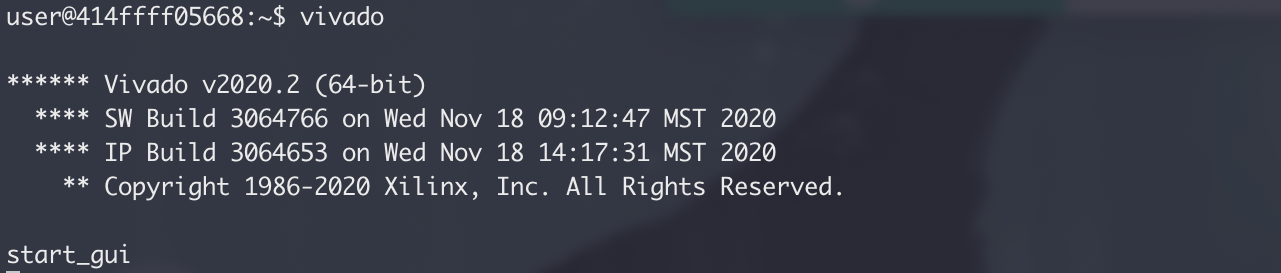 user@414ffff05668:~$ vivado
****** Vivado v2020.2 (64-bit)
**** SW Build 3064766 on Wed Nov 18 09:12:47 MST 2020
**** IP Build 3064653 on Wed Nov 18 14:17:31 MST 2020
** Copyright 1986-2020 Xilinx, Inc. All Rights Reserved.
start_gui